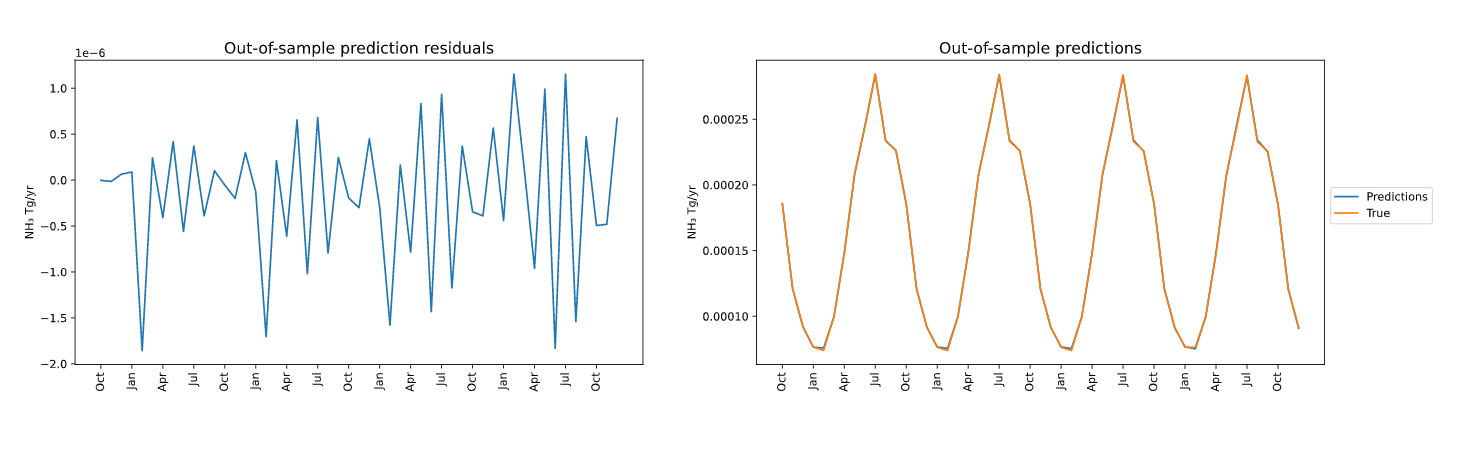 Out-of-sample prediction residuals
1e−6
1.0
0.5
0.0
−0.5
−1.0
−1.5
−2.0
NH₃ Tg/yr
Oct Jan Apr Jul Oct Jan Apr Jul Oct Jan Apr Jul Oct Jan Apr Jul Oct
Out-of-sample predictions
0.00025
0.00020
0.00015
0.00010
NH₃ Tg/yr
Oct Jan Apr Jul Oct Jan Apr Jul Oct Jan Apr Jul Oct Jan Apr Jul Oct
Predictions
True